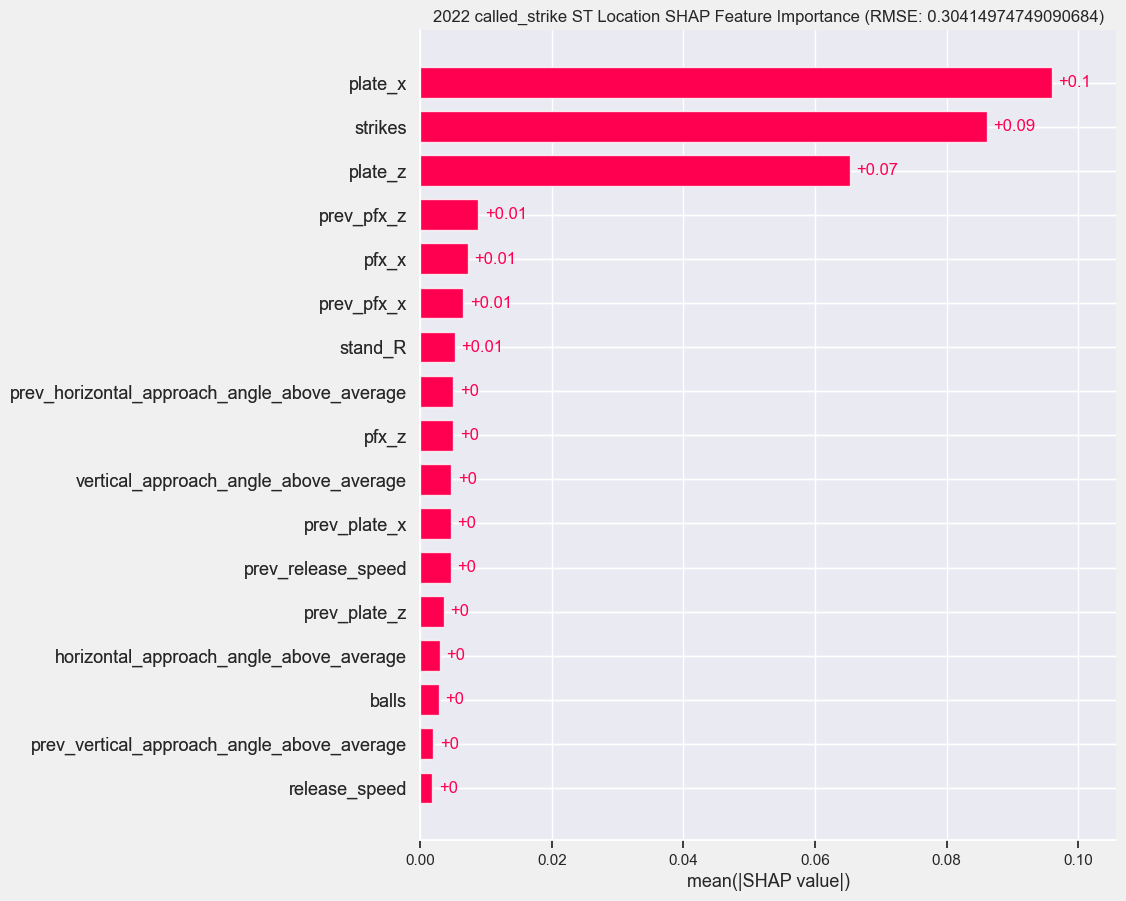 2022 called_strike ST Location SHAP Feature Importance (RMSE: 0.30414974749090684)
plate_x +0.1
strikes +0.09
plate_z +0.07
prev_pfx_z +0.01
pfx_x +0.01
prev_pfx_x +0.01
stand_R +0.01
prev_horizontal_approach_angle_above_average +0
pfx_z +0
vertical_approach_angle_above_average +0
prev_plate_x +0
prev_release_speed +0
prev_plate_z +0
horizontal_approach_angle_above_average +0
balls +0
prev_vertical_approach_angle_above_average +0
release_speed +0
0.00 0.02 0.04 0.06 0.08 0.10
mean(|SHAP value|)